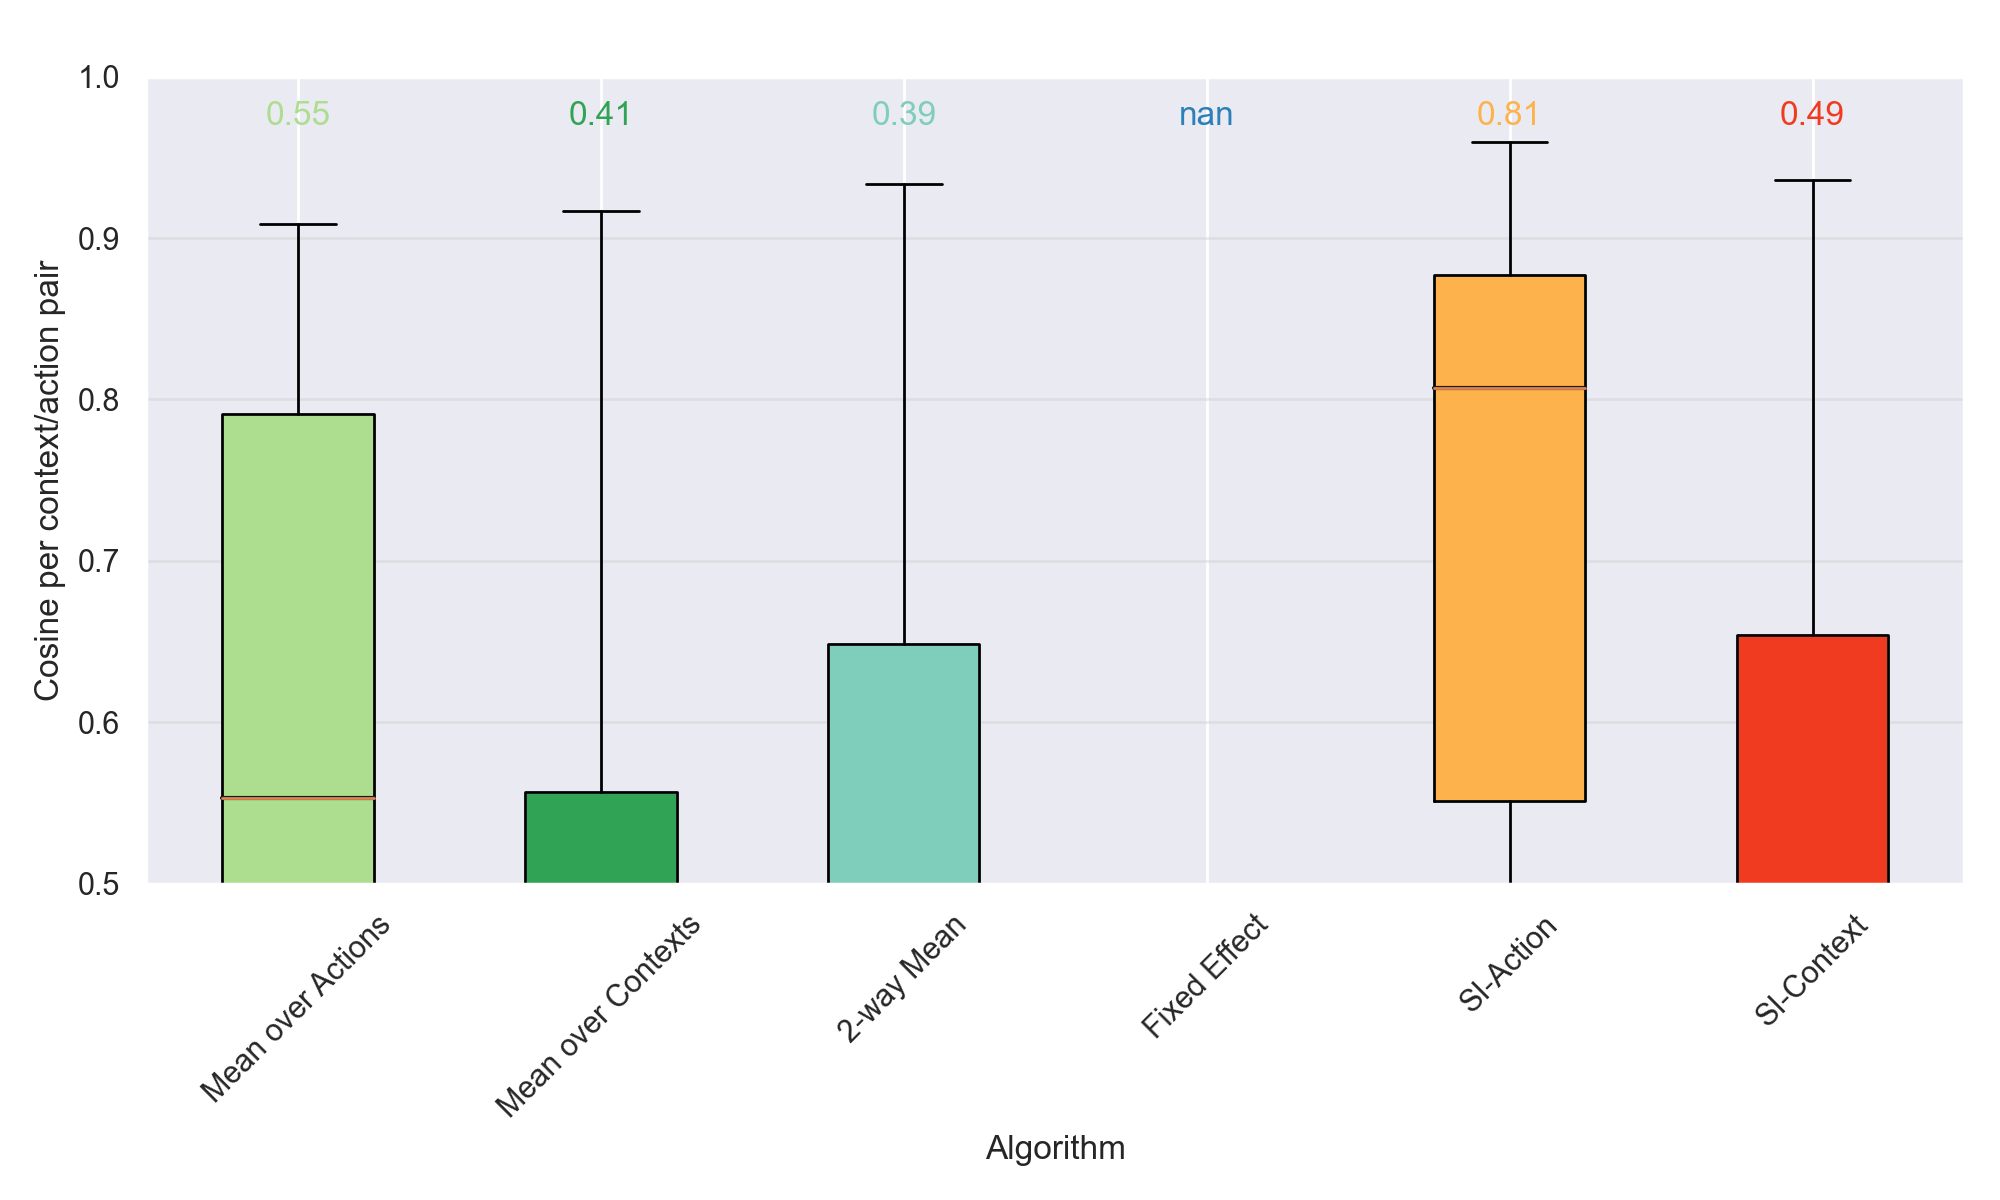 0.55 0.41 0.39 nan 0.81 0.49
1.0
0.9
0.8
0.7
0.6
0.5
Cosine per context/action pair
Mean over Actions
Mean over Contexts
2-way Mean
Fixed Effect
SI-Action
SI-Context
Algorithm